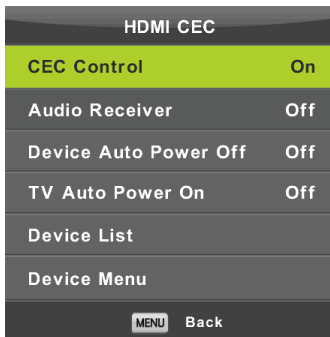 HDMI CEC
CEC Control On
Audio Receiver Off
Device Auto Power Off Off
TV Auto Power On Off
Device List
Device Menu
MENU Back